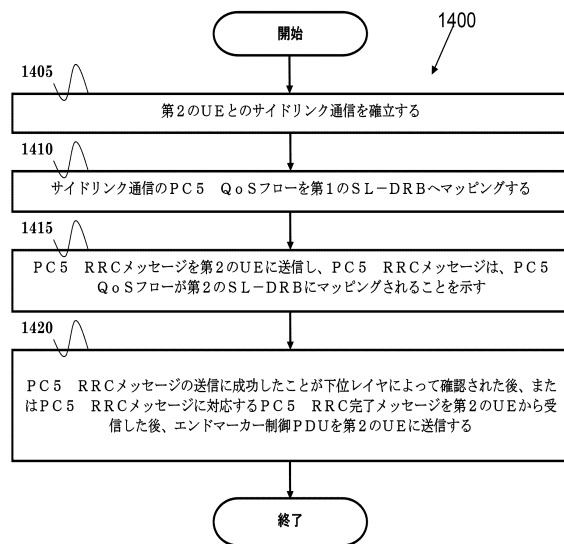 開始
1400
1405
第2のUEとのサイドリンク通信を確立する
1410
サイドリンク通信のPC5 QoSフローを第1のSL-DRBへマッピングする
1415
PC5 RRCメッセージを第2のUEに送信し、PC5 RRCメッセージは、PC5
QoSフローが第2のSL-DRBにマッピングされることを示す
1420
PC5 RRCメッセージの送信に成功したことが下位レイヤによって確認された後、また
はPC5 RRCメッセージに対応するPC5 RRC完了メッセージを第2のUEから受
信した後、エンドマーカー制御PDUを第2のUEに送信する
終了